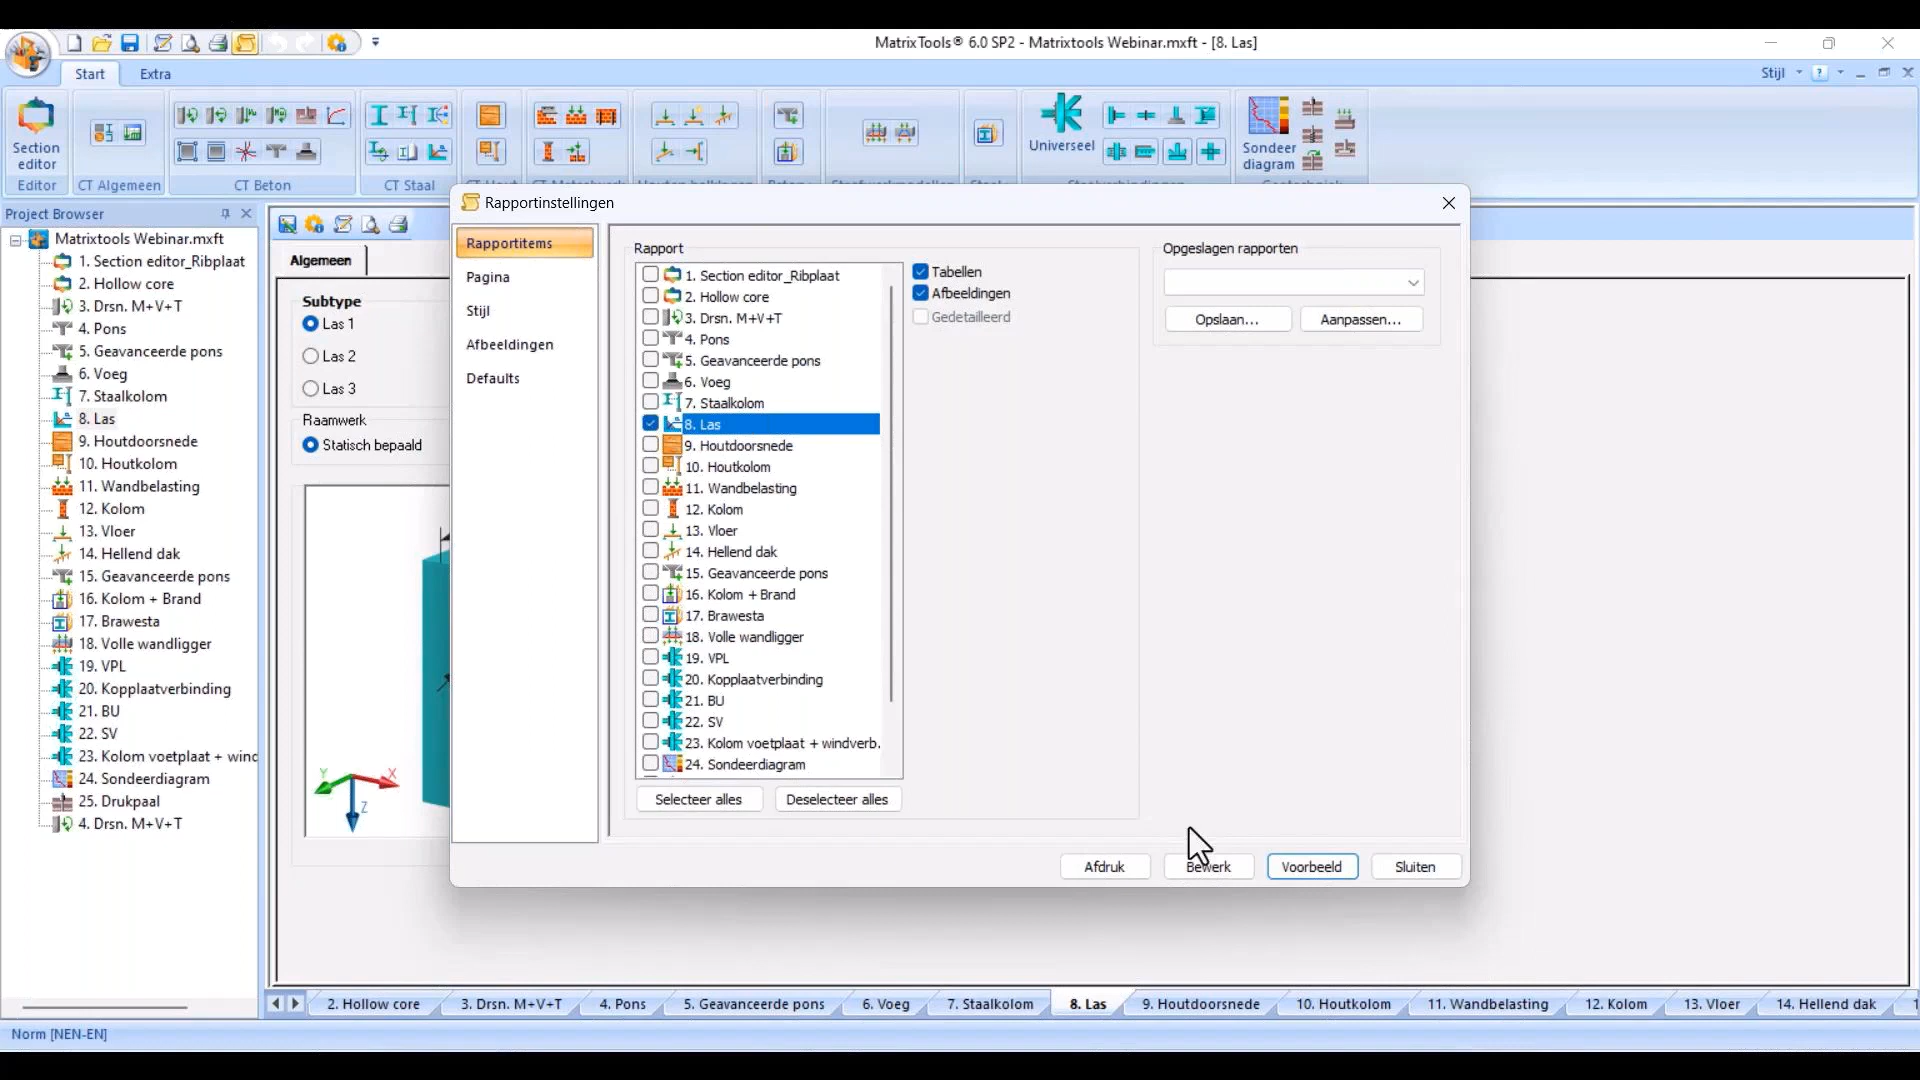 MatrixTools® 6.0 SP2 - Matrixtools Webinar.mxft - [8. Las]
Start
Extra
Stijl
Section
editor
Universeel
Sondeer
diagram
Editor
CT Algemeen
CT Beton
CT Staal
Project Browser
Matrixtools Webinar.mxft
1. Section editor_Ribplaat
2. Hollow core
3. Drsn. M+V+T
4. Pons
5. Geavanceerde pons
6. Voeg
7. Staalkolom
8. Las
9. Houtdoorsnede
10. Houtkolom
11. Wandbelasting
12. Kolom
13. Vloer
14. Hellend dak
15. Geavanceerde pons
16. Kolom + Brand
17. Brawesta
18. Volle wandligger
19. VPL
20. Kopplaatverbinding
21. BU
22. SV
23. Kolom voetplaat + wind
24. Sondeerdiagram
25. Drukpaal
4. Drsn. M+V+T
Algemeen
Subtype
Las 1
Las 2
Las 3
Raamwerk
Statisch bepaald
Y
X
Z
Rapportinstellingen
Rapportitems
Pagina
Stijl
Afbeeldingen
Defaults
Rapport
1. Section editor_Ribplaat
2. Hollow core
3. Drsn. M+V+T
4. Pons
5. Geavanceerde pons
6. Voeg
7. Staalkolom
8. Las
9. Houtdoorsnede
10. Houtkolom
11. Wandbelasting
12. Kolom
13. Vloer
14. Hellend dak
15. Geavanceerde pons
16. Kolom + Brand
17. Brawesta
18. Volle wandligger
19. VPL
20. Kopplaatverbinding
21. BU
22. SV
23. Kolom voetplaat + windverb.
24. Sondeerdiagram
Selecteer alles
Deselecteer alles
Tabellen
Afbeeldingen
Gedetailleerd
Opgeslagen rapporten
Opslaan...
Aanpassen...
Afdruk
Bewerk
Voorbeeld
Sluiten
2. Hollow core
3. Drsn. M+V+T
4. Pons
5. Geavanceerde pons
6. Voeg
7. Staalkolom
8. Las
9. Houtdoorsnede
10. Houtkolom
11. Wandbelasting
12. Kolom
13. Vloer
14. Hellend dak
Norm [NEN-EN]